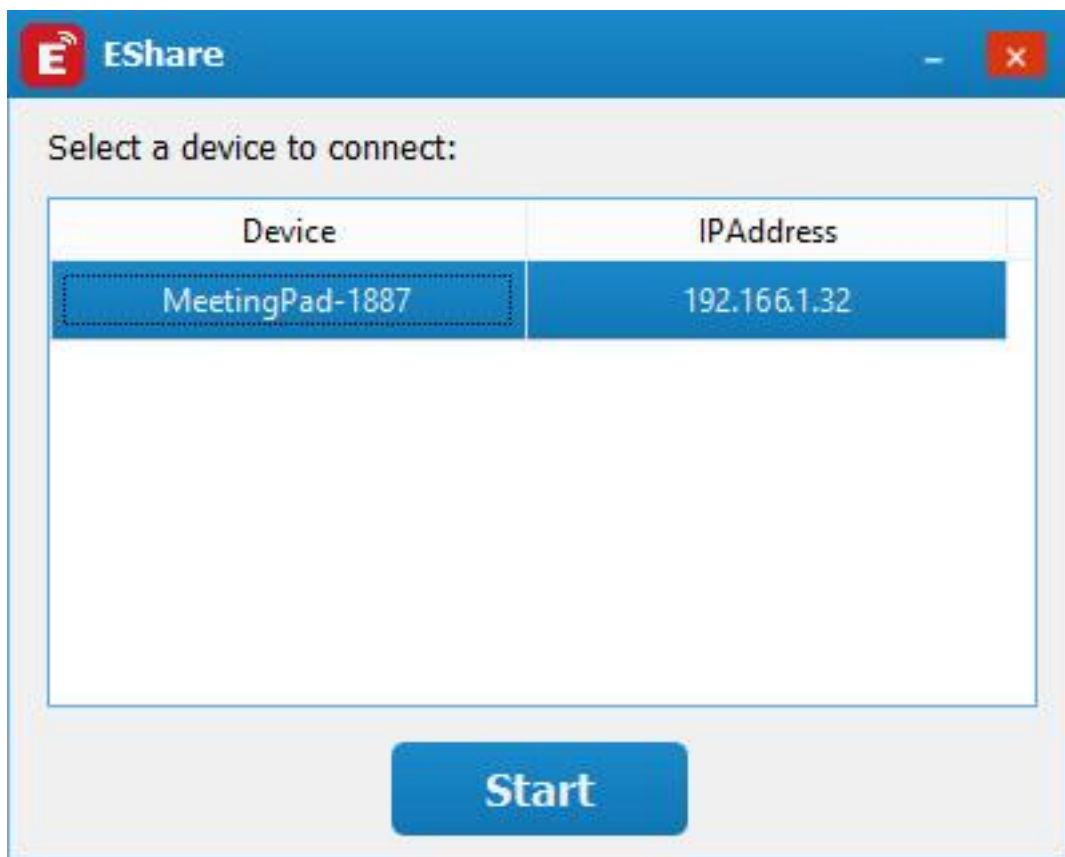 E EShare
Select a device to connect:
Device IPAddress
MeetingPad-1887 192.166.1.32
Start